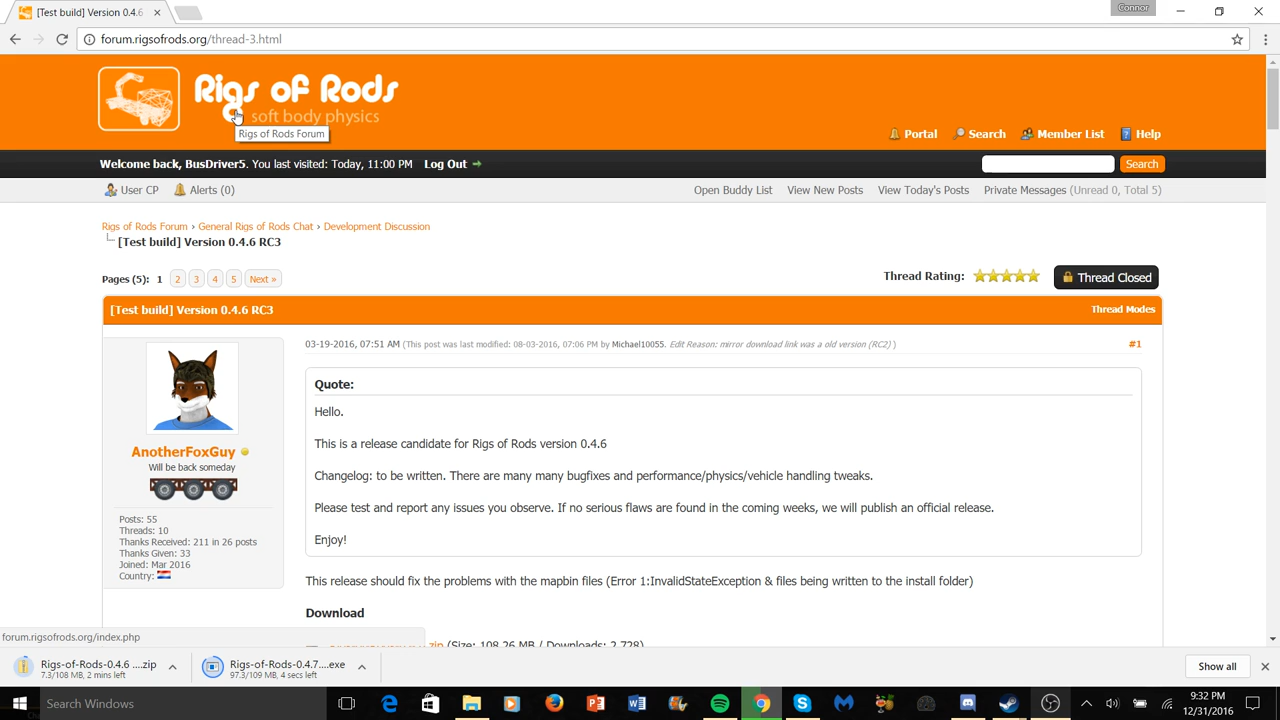 [Test build] Version 0.4.6
Connor
forum.rigsofrods.org/thread-3.html
Rigs of Rods
soft body physics
Rigs of Rods Forum
Portal Search Member List Help
Welcome back, BusDriver5. You last visited: Today, 11:00 PM Log Out
Search
User CP Alerts (0) Open Buddy List View New Posts View Today's Posts Private Messages (Unread 0, Total 5)
Rigs of Rods Forum › General Rigs of Rods Chat › Development Discussion
[Test build] Version 0.4.6 RC3
Pages (5): 1 2 3 4 5 Next » Thread Rating: Thread Closed
[Test build] Version 0.4.6 RC3 Thread Modes
03-19-2016, 07:51 AM (This post was last modified: 08-03-2016, 07:06 PM by Michael10055. Edit Reason: mirror download link was a old version (RC2) ) #1
Quote:
Hello.
This is a release candidate for Rigs of Rods version 0.4.6
Changelog: to be written. There are many many bugfixes and performance/physics/vehicle handling tweaks.
Please test and report any issues you observe. If no serious flaws are found in the coming weeks, we will publish an official release.
Enjoy!
AnotherFoxGuy
Will be back someday
Posts: 55
Threads: 10
Thanks Received: 211 in 26 posts
Thanks Given: 33
Joined: Mar 2016
Country:
This release should fix the problems with the mapbin files (Error 1:InvalidStateException & files being written to the install folder)
Download
zip (Size: 108.26 MB / Downloads: 2,728)
forum.rigsofrods.org/index.php
Rigs-of-Rods-0.4.6 ....zip
7.3/108 MB, 2 mins left
Rigs-of-Rods-0.4.7....exe
97.3/109 MB, 4 secs left
Show all
Search Windows
9:32 PM
12/31/2016